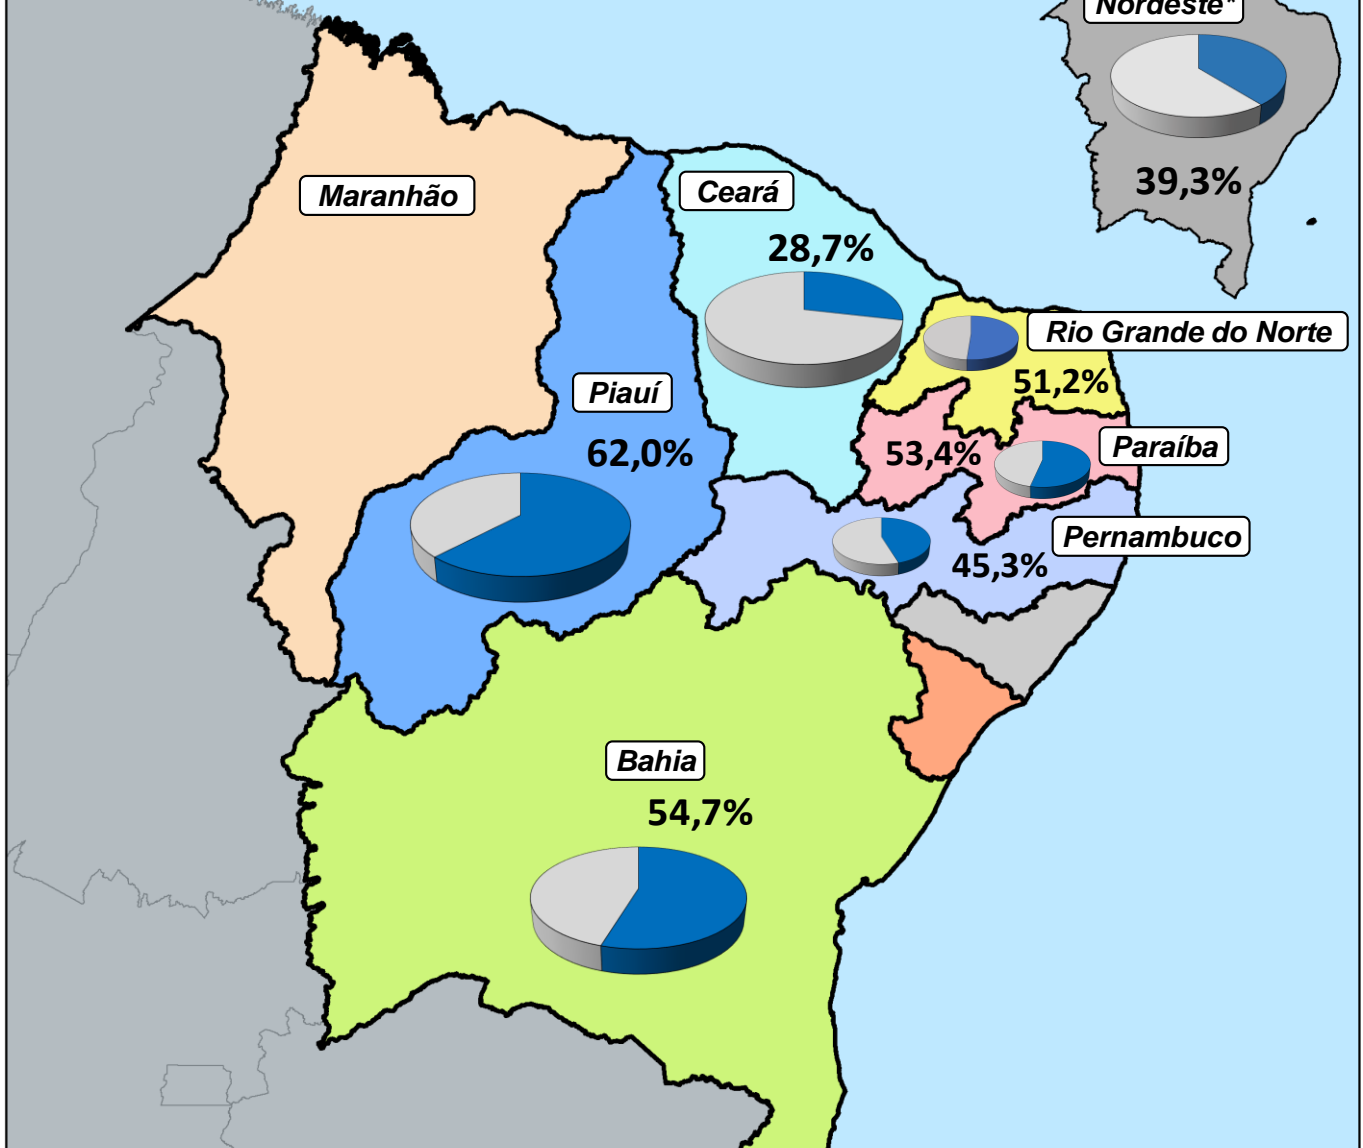 Nordeste*
39,3%
Maranhão
Ceará
28,7%
Rio Grande do Norte
51,2%
Piauí
62,0%
53,4%
Paraíba
Pernambuco
45,3%
Bahia
54,7%